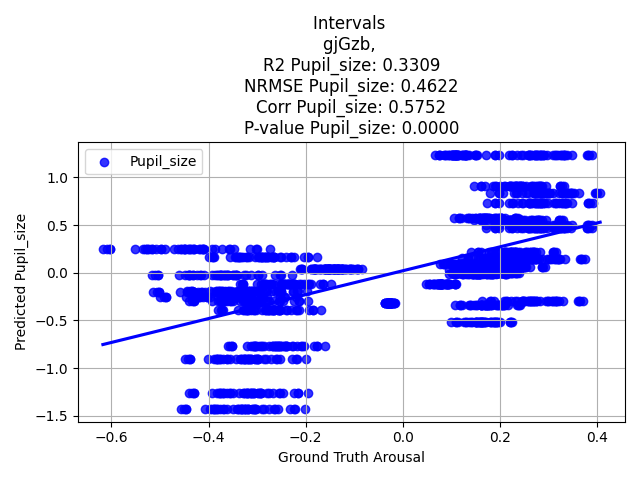 Intervals
gjGzb,
R2 Pupil_size: 0.3309
NRMSE Pupil_size: 0.4622
Corr Pupil_size: 0.5752
P-value Pupil_size: 0.0000
Pupil_size
Predicted Pupil_size
1.0
0.5
0.0
−0.5
−1.0
−1.5
−0.6 −0.4 −0.2 0.0 0.2 0.4
Ground Truth Arousal